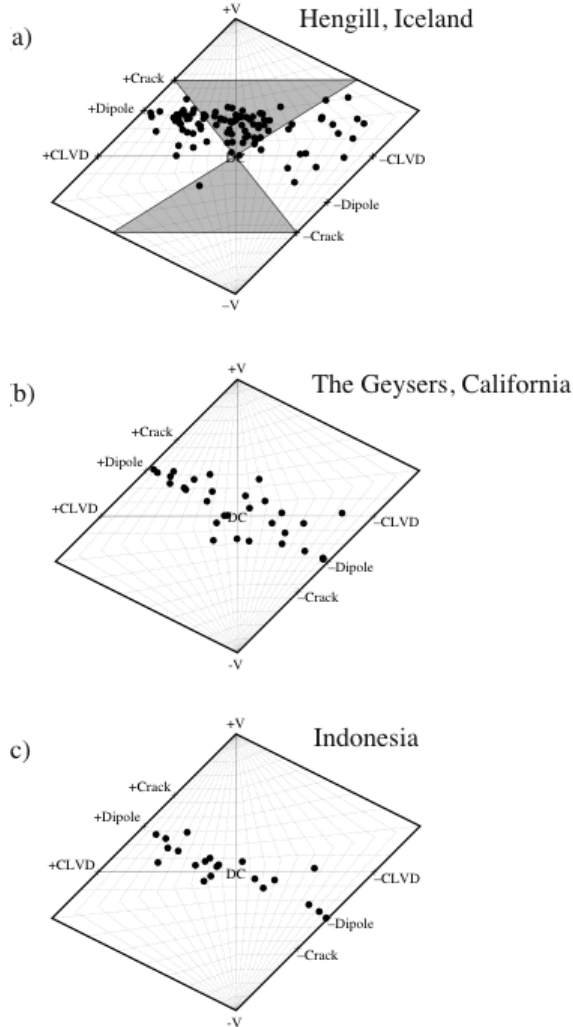 a)
Hengill, Iceland
+V
+Crack
+Dipole
+CLVD
–CLVD
–Dipole
–Crack
–V
b)
The Geysers, California
+V
+Crack
+Dipole
+CLVD
DC
–CLVD
–Dipole
–Crack
-V
c)
Indonesia
+V
+Crack
+Dipole
+CLVD
DC
–CLVD
–Dipole
–Crack
-V